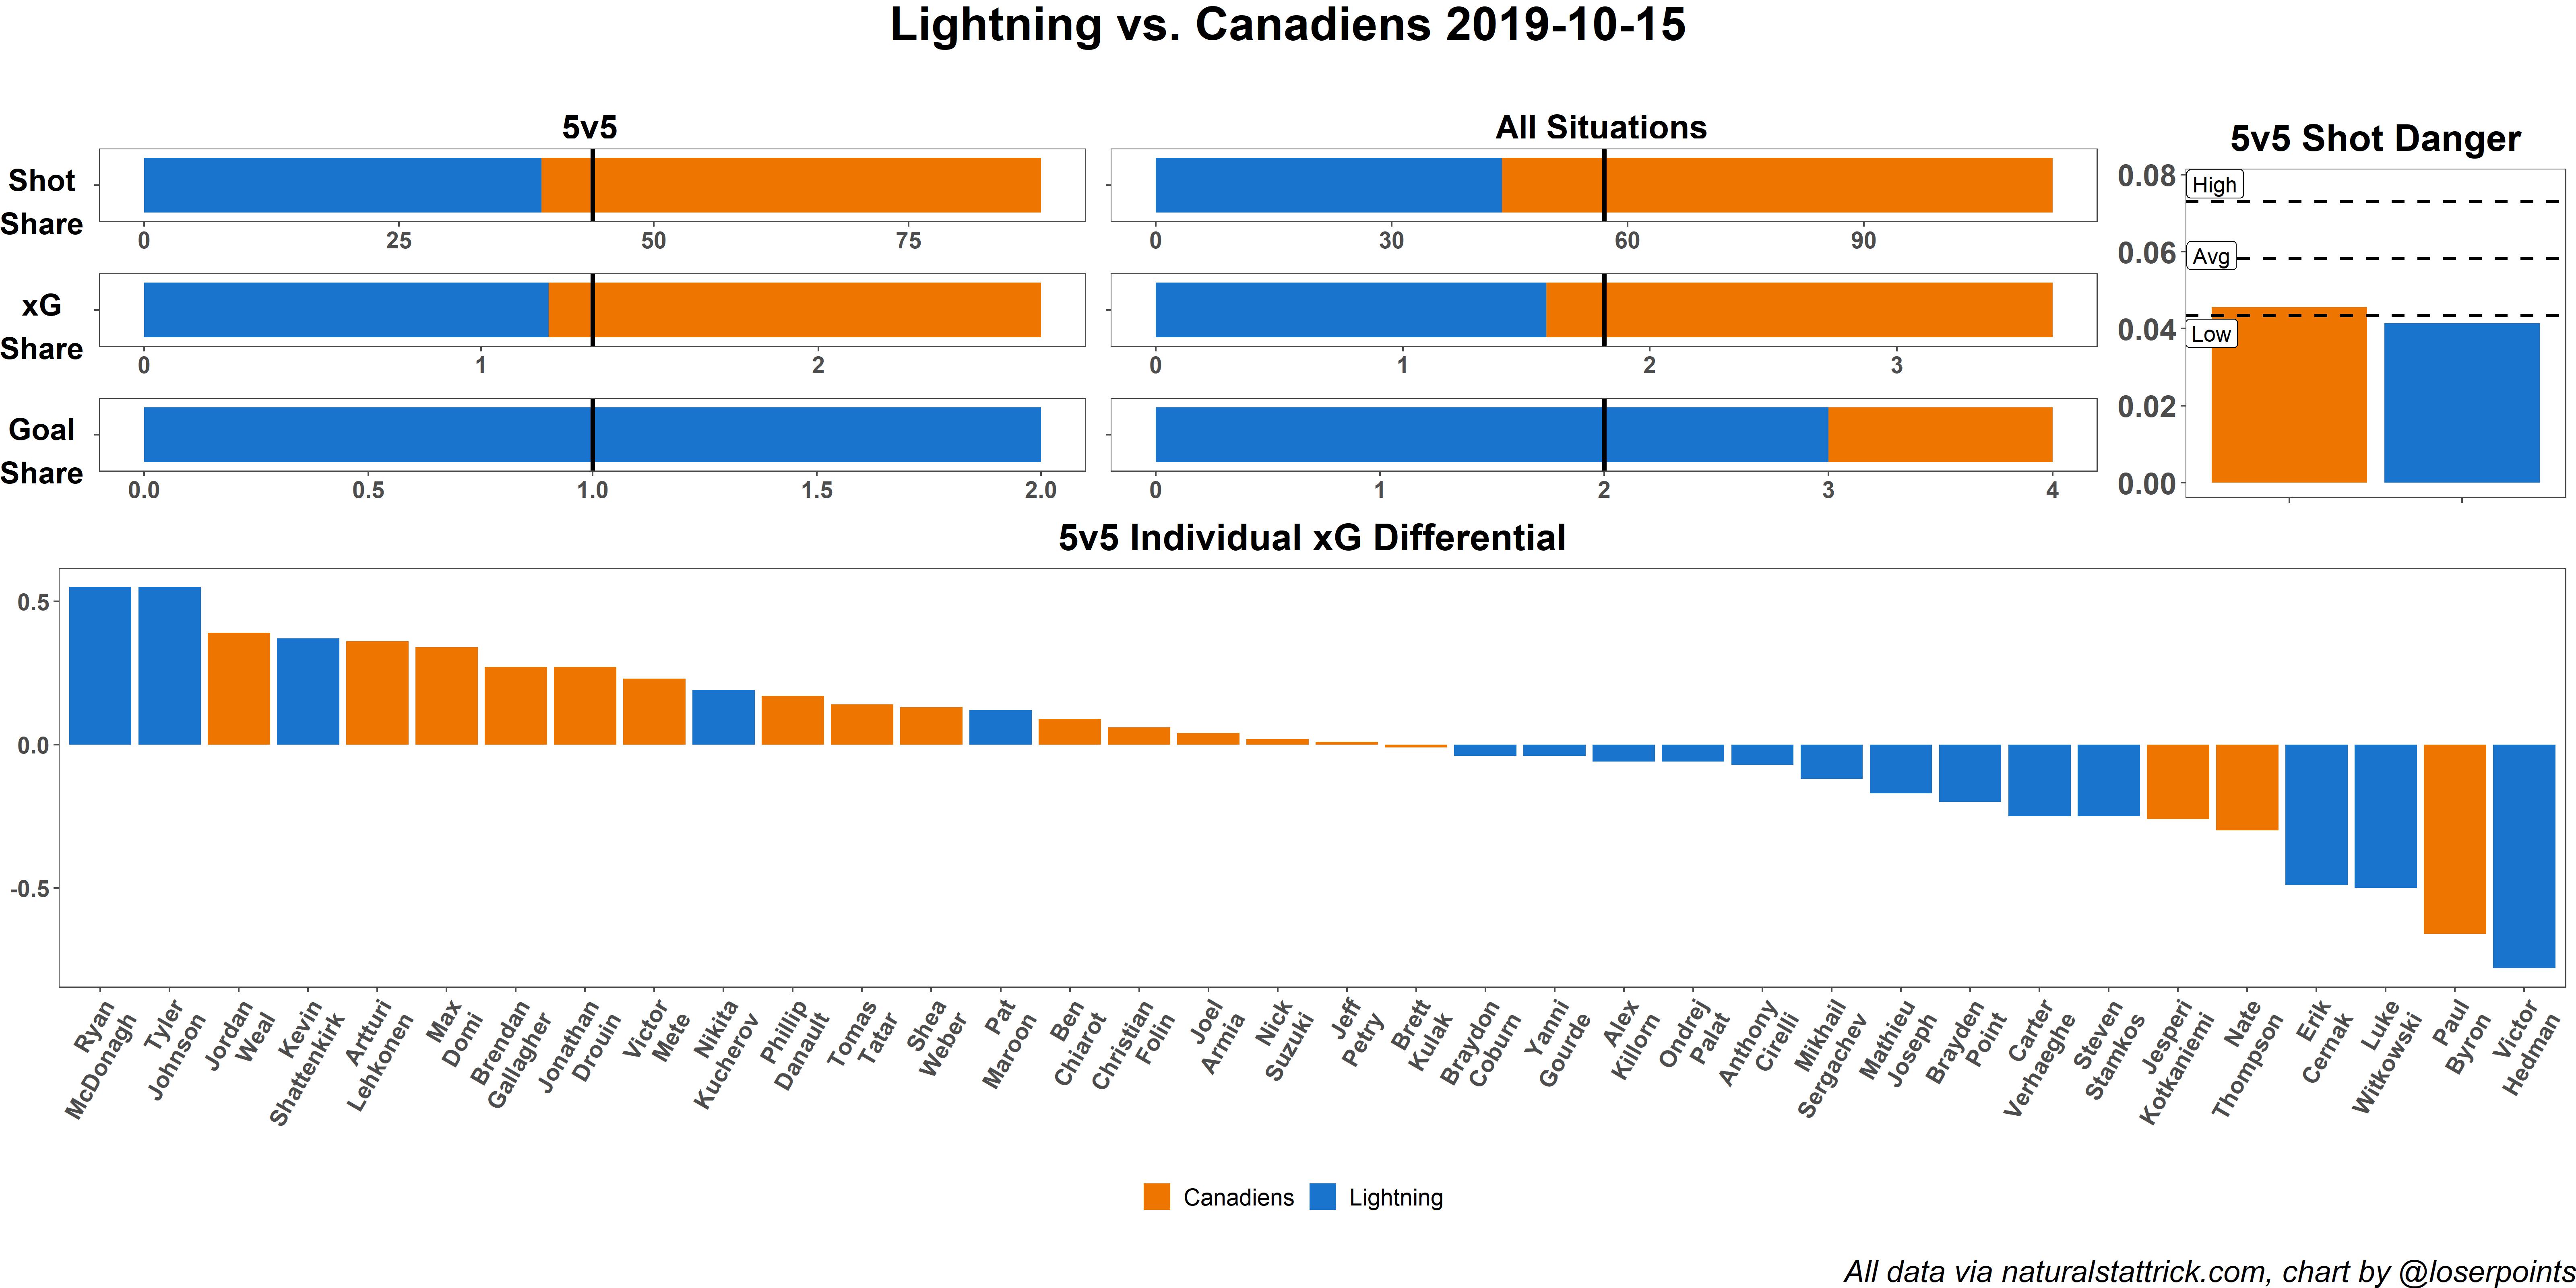 Lightning vs. Canadiens 2019-10-15
5v5
All Situations
5v5 Shot Danger
Shot
Share
0
25
50
75
0
30
60
90
xG
Share
0
1
2
0
1
2
3
Goal
Share
0.0
0.5
1.0
1.5
2.0
0
1
2
3
4
0.08
0.06
0.04
0.02
0.00
High
Avg
Low
5v5 Individual xG Differential
0.5
0.0
-0.5
Ryan
McDonagh
Tyler
Johnson
Jordan
Weal
Kevin
Shattenkirk
Artturi
Lehkonen
Max
Domi
Brendan
Gallagher
Jonathan
Drouin
Victor
Mete
Nikita
Kucherov
Phillip
Danault
Tomas
Tatar
Shea
Weber
Pat
Maroon
Ben
Chiarot
Christian
Folin
Joel
Armia
Nick
Suzuki
Jeff
Petry
Brett
Kulak
Braydon
Coburn
Yanni
Gourde
Alex
Killorn
Ondrej
Palat
Anthony
Cirelli
Mikhail
Sergachev
Mathieu
Joseph
Brayden
Point
Carter
Verhaeghe
Steven
Stamkos
Jesperi
Kotkaniemi
Nate
Thompson
Erik
Cernak
Luke
Witkowski
Paul
Byron
Victor
Hedman
Canadiens
Lightning
All data via naturalstattrick.com, chart by @loserpoints